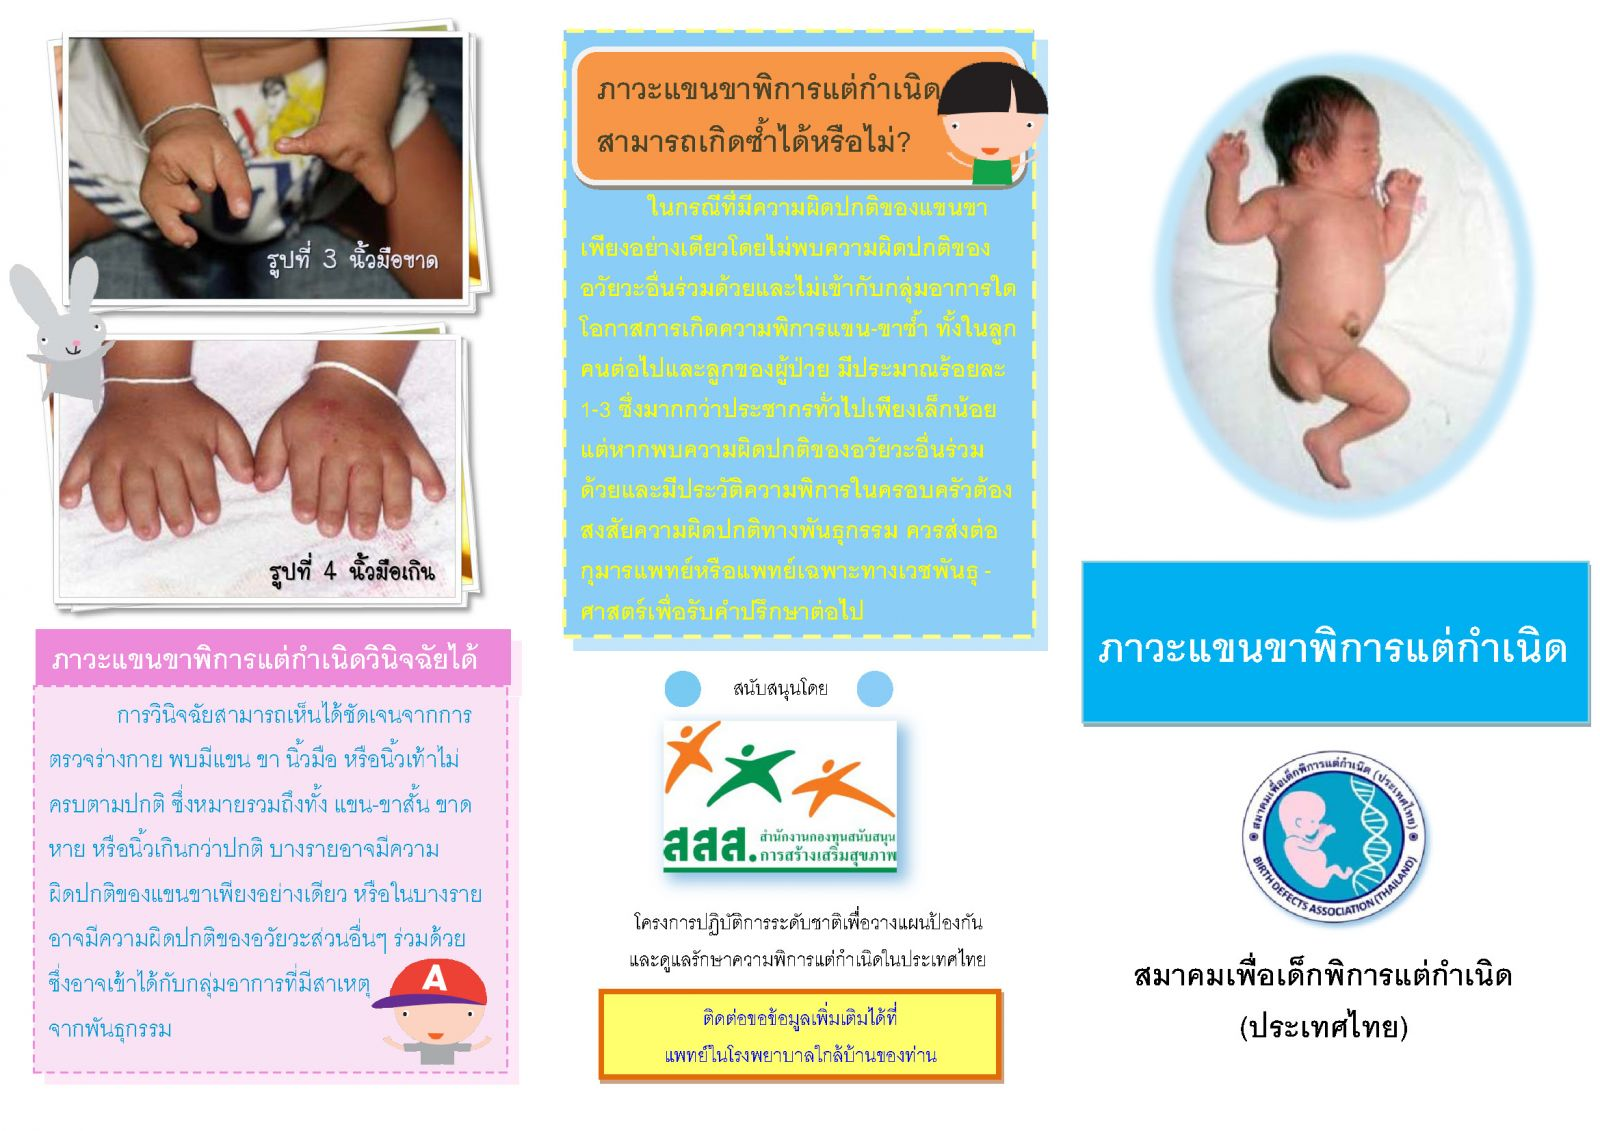 รูปที่ 3 นิ้วมือขาด
รูปที่ 4 นิ้วมือเกิน
ภาวะแขนขาพิการแต่กำเนิดวินิจฉัยได้
การวินิจฉัยสามารถเห็นได้ชัดเจนจากการ
ตรวจร่างกาย พบมีแขน ขา นิ้วมือ หรือนิ้วเท้าไม่
ครบตามปกติ ซึ่งหมายรวมถึงทั้ง แขน-ขาสั้น ขาด
หาย หรือนิ้วเกินกว่าปกติ บางรายอาจมีความ
ผิดปกติของแขนขาเพียงอย่างเดียว หรือในบางราย
อาจมีความผิดปกติของอวัยวะส่วนอื่นๆ ร่วมด้วย
ซึ่งอาจเข้าได้กับกลุ่มอาการที่มีสาเหตุ
จากพันธุกรรม
A
ภาวะแขนขาพิการแต่กำเนิด
สามารถเกิดซ้ำได้หรือไม่?
ในกรณีที่มีความผิดปกติของแขนขา
เพียงอย่างเดียวโดยไม่พบความผิดปกติของ
อวัยวะอื่นร่วมด้วยและไม่เข้ากับกลุ่มอาการใด
โอกาสการเกิดความพิการแขน-ขาซ้ำ ทั้งในลูก
คนต่อไปและลูกของผู้ป่วย มีประมาณร้อยละ
1-3 ซึ่งมากกว่าประชากรทั่วไปเพียงเล็กน้อย
แต่หากพบความผิดปกติของอวัยวะอื่นร่วม
ด้วยและมีประวัติความพิการในครอบครัวต้อง
สงสัยความผิดปกติทางพันธุกรรม ควรส่งต่อ
กุมารแพทย์หรือแพทย์เฉพาะทางเวชพันธุ -
ศาสตร์เพื่อรับคำปรึกษาต่อไป
สนับสนุนโดย
สสส. สำนักงานกองทุนสนับสนุน
การสร้างเสริมสุขภาพ
โครงการปฏิบัติการระดับชาติเพื่อวางแผนป้องกัน
และดูแลรักษาความพิการแต่กำเนิดในประเทศไทย
ติดต่อขอข้อมูลเพิ่มเติมได้ที่
แพทย์ในโรงพยาบาลใกล้บ้านของท่าน
ภาวะแขนขาพิการแต่กำเนิด
สมาคมเพื่อเด็กพิการแต่กำเนิด (ประเทศไทย)
BIRTH DEFECTS ASSOCIATION (THAILAND)
สมาคมเพื่อเด็กพิการแต่กำเนิด
(ประเทศไทย)